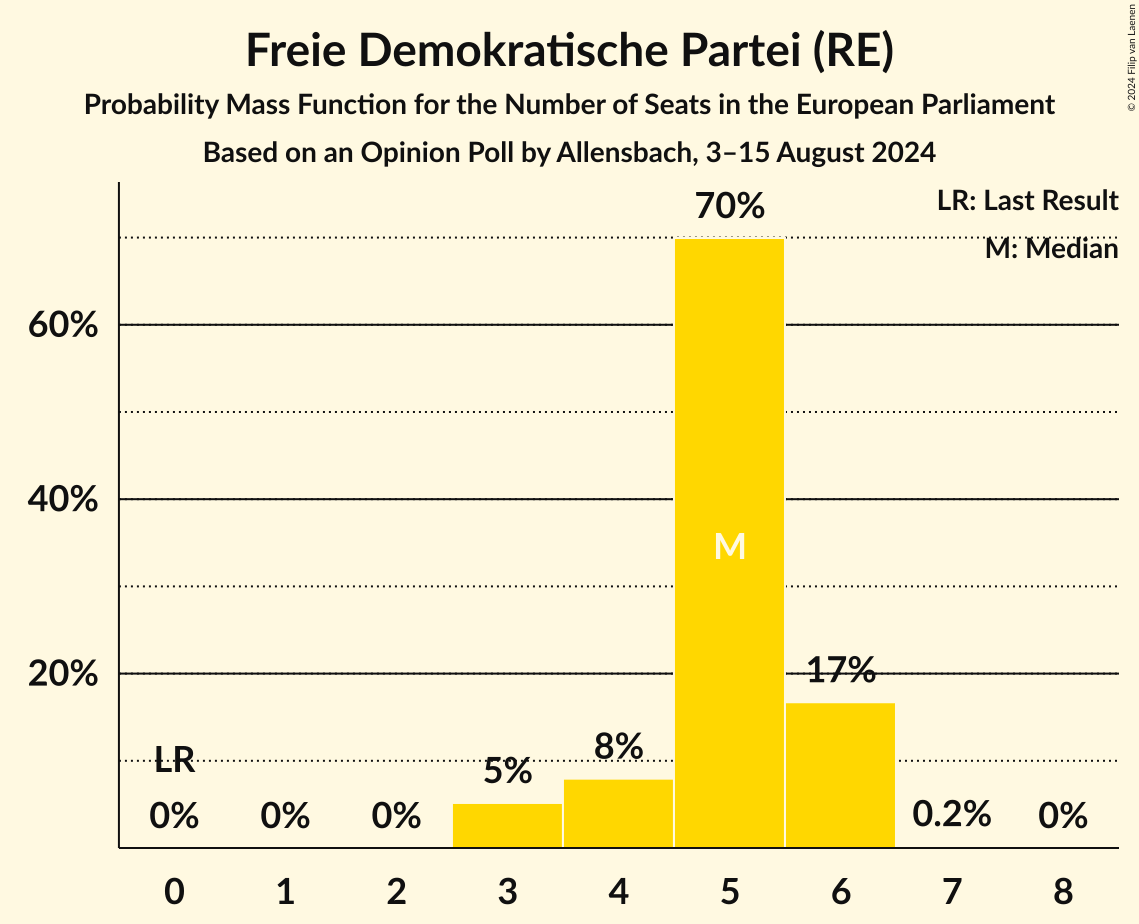 Freie Demokratische Partei (RE)
Probability Mass Function for the Number of Seats in the European Parliament
Based on an Opinion Poll by Allensbach, 3–15 August 2024
© 2024 Filip van Laenen
LR: Last Result
M: Median
70%
60%
40%
M
20%
17%
LR
5%
8%
0%
0%
0%
0.2%
0%
0 1 2 3 4 5 6 7 8